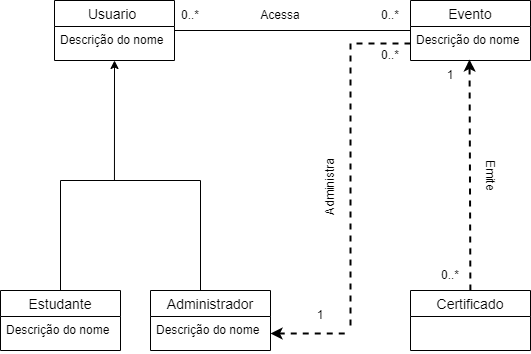 Usuario
0..*
Acessa
0..*
Evento
Descrição do nome
Descrição do nome
0..*
1
Administra
Emite
0..*
1
Estudante
Administrador
Certificado
Descrição do nome
Descrição do nome